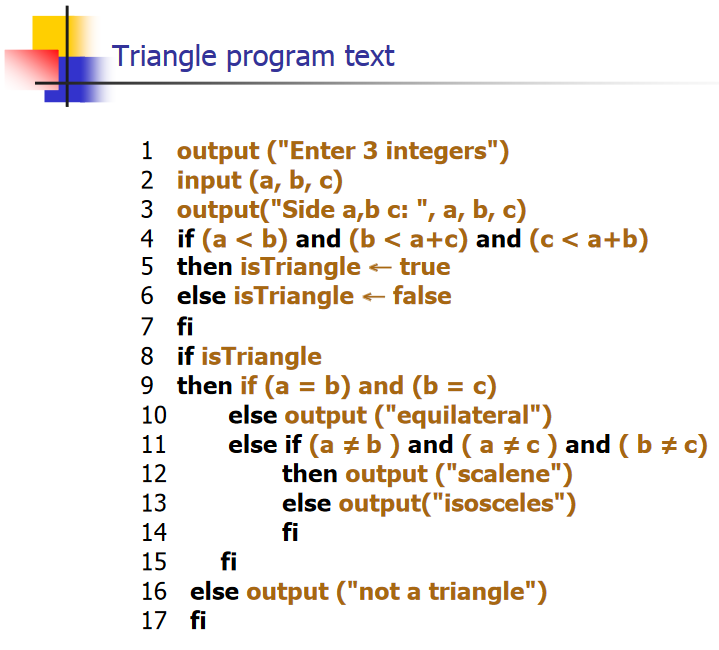 Triangle program text
1 output ("Enter 3 integers")
2 input (a, b, c)
3 output("Side a,b c: ", a, b, c)
4 if (a < b) and (b < a+c) and (c < a+b)
5 then isTriangle ← true
6 else isTriangle ← false
7 fi
8 if isTriangle
9 then if (a = b) and (b = c)
10 else output ("equilateral")
11 else if (a ≠ b ) and ( a ≠ c ) and ( b ≠ c)
12 then output ("scalene")
13 else output("isosceles")
14 fi
15 fi
16 else output ("not a triangle")
17 fi